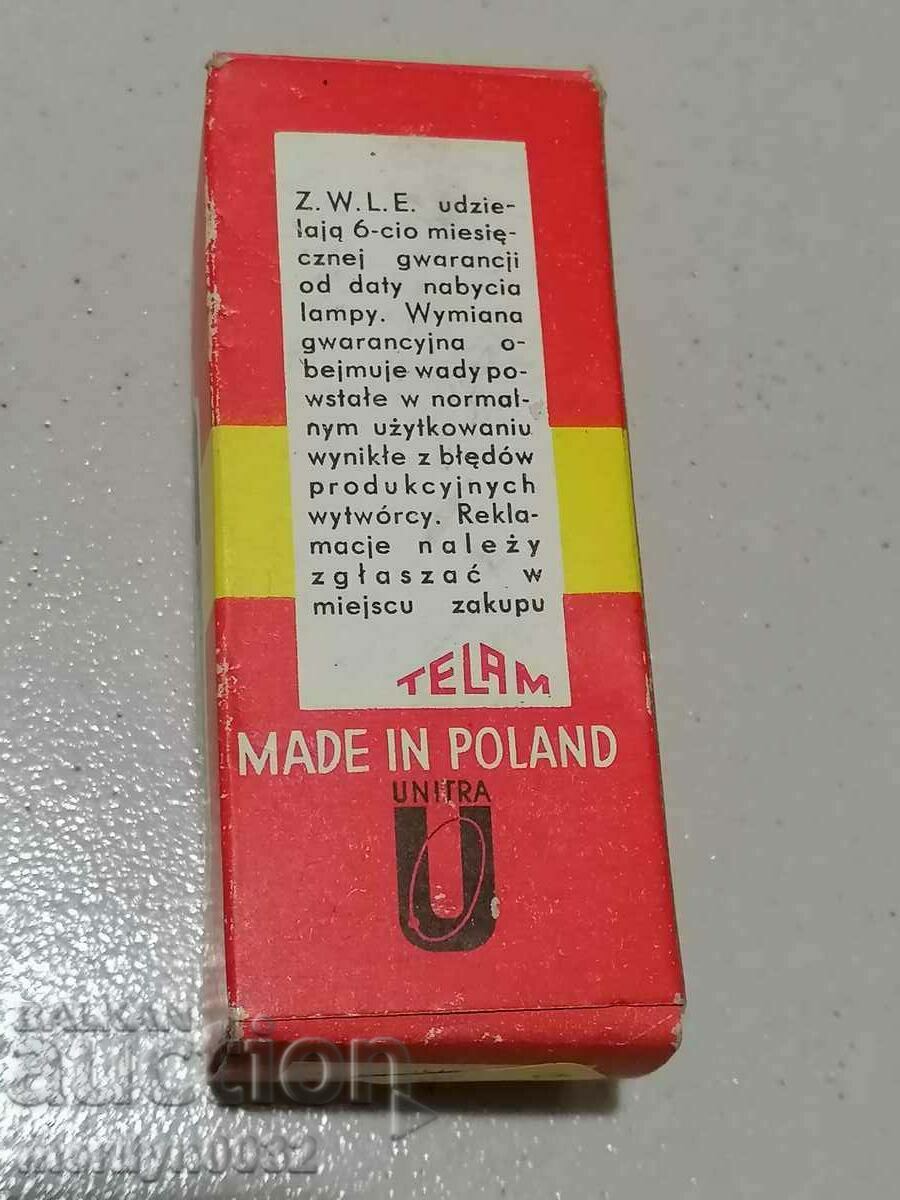 Z.W.L.E. udzie-
lają 6-cio miesię-
cznej gwarancji
od daty nabycia
lampy. Wymiana
gwarancyjna o-
bejmuje wady po-
wstałe w normal-
nym użytkowaniu
wynikłe z błędów
produkcyjnych
wytwórcy. Rekla-
macje należy
zgłaszać w
miejscu zakupu
TELAM
MADE IN POLAND
UNITRA
U
BALKAN
auction
martyn0932